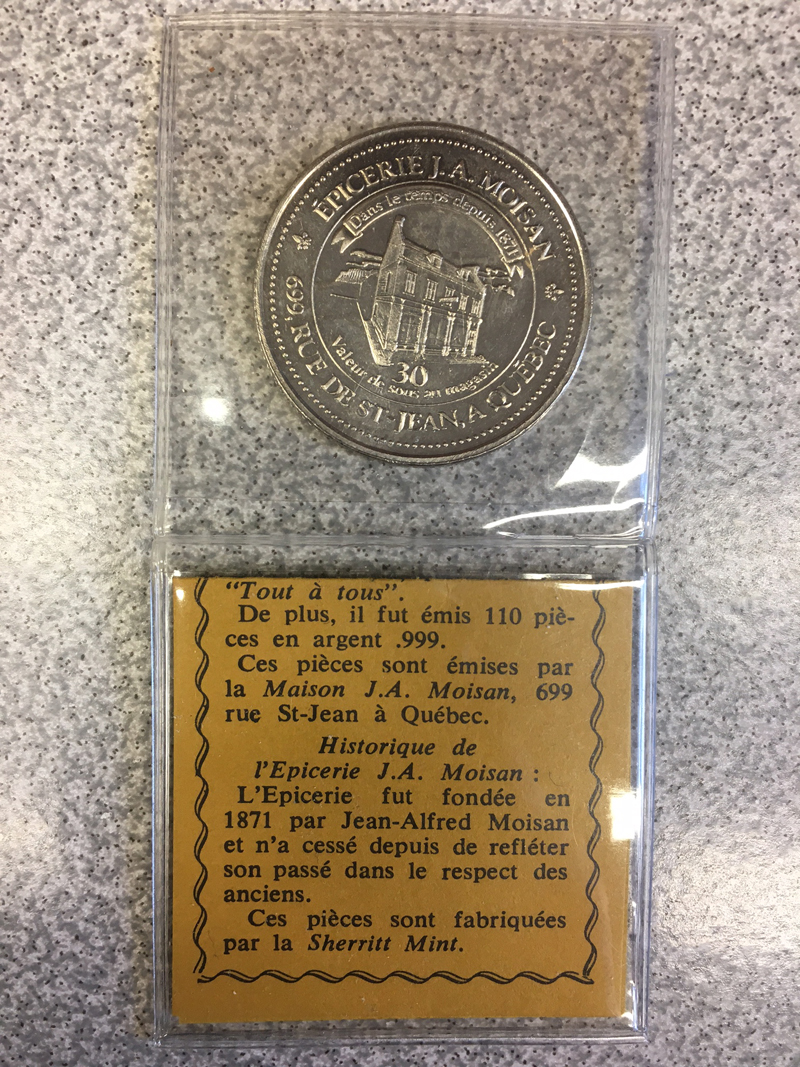 ÉPICERIE J.A. MOISAN
Dans le temps depuis 1871
30
Valeur de sous au magasin
699, RUE DE ST-JEAN, A QUÉBEC
"Tout à tous".
De plus, il fut émis 110 piè-
ces en argent .999.
Ces pièces sont émises par
la Maison J.A. Moisan, 699
rue St-Jean à Québec.
Historique de
l'Epicerie J.A. Moisan :
L'Epicerie fut fondée en
1871 par Jean-Alfred Moisan
et n'a cessé depuis de refléter
son passé dans le respect des
anciens.
Ces pièces sont fabriquées
par la Sherritt Mint.